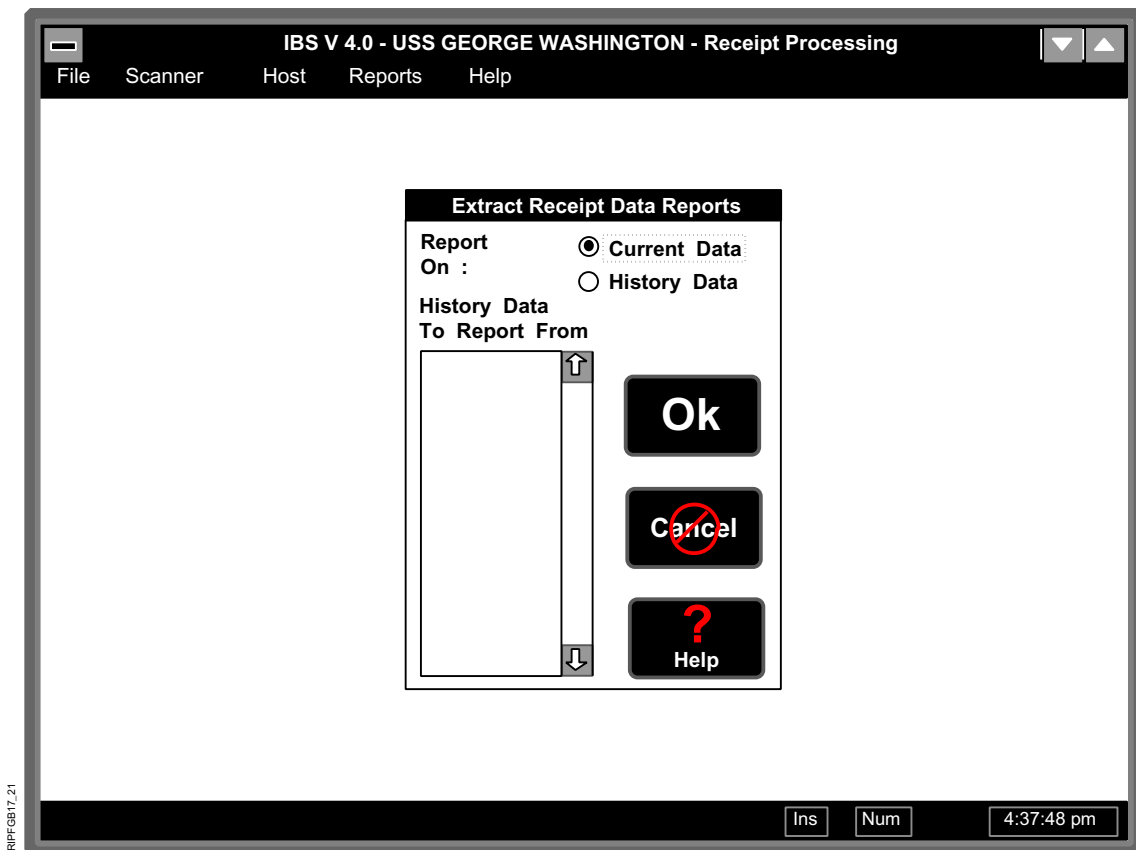 IBS V 4.0 - USS GEORGE WASHINGTON - Receipt Processing
File Scanner Host Reports Help
Extract Receipt Data Reports
Report
On :
Current Data
History Data
History Data
To Report From
Ok
Cancel
?
Help
Ins Num 4:37:48 pm
RIPFGB17_21